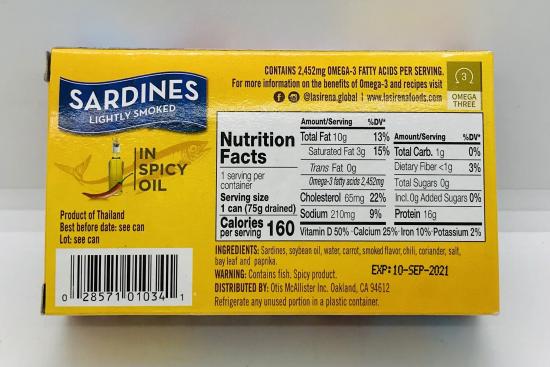 CONTAINS 2,452mg OMEGA-3 FATTY ACIDS PER SERVING.
For more information on the benefits of Omega-3 and recipes visit
@lasirena.global | www.lasirenafoods.com
3
OMEGA
THREE
SARDINES
LIGHTLY SMOKED
IN
SPICY
OIL
Product of Thailand
Best before date: see can
Lot: see can
0 28571 01034 1
Nutrition
Facts
1 serving per
container
Serving size
1 can (75g drained)
Calories
per serving 160
Amount/Serving %DV*
Total Fat 10g 13%
Saturated Fat 3g 15%
Trans Fat 0g
Omega-3 fatty acids 2,452mg
Cholesterol 65mg 22%
Sodium 210mg 9%
Amount/Serving %DV*
Total Carb. 1g 0%
Dietary Fiber <1g 3%
Total Sugars 0g
Incl.0g Added Sugars 0%
Protein 16g
Vitamin D 50% · Calcium 25% · Iron 10% · Potassium 2%
INGREDIENTS: Sardines, soybean oil, water, carrot, smoked flavor, chili, coriander, salt,
bay leaf and paprika.
WARNING: Contains fish. Spicy product.
EXP:10-SEP-2021
DISTRIBUTED BY: Otis McAllister Inc. Oakland, CA 94612
Refrigerate any unused portion in a plastic container.